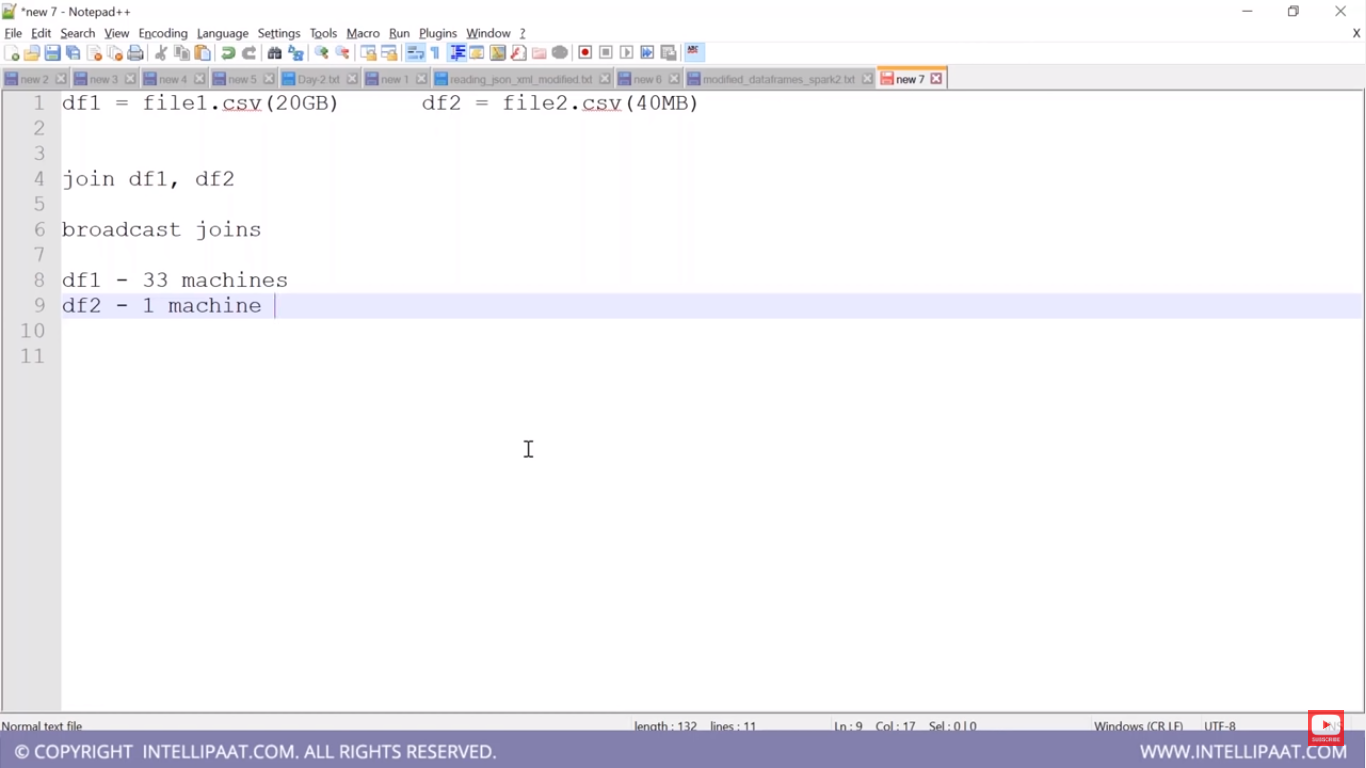 *new 7 - Notepad++
File Edit Search View Encoding Language Settings Tools Macro Run Plugins Window ? X
new 2 new 3 new 4 new 5 Day-2.txt new 1 reading_json_xml_modified.txt new 6 modified_dataframes_spark2.txt new 7
1 df1 = file1.csv(20GB) df2 = file2.csv(40MB)
2
3
4 join df1, df2
5
6 broadcast joins
7
8 df1 - 33 machines
9 df2 - 1 machine
10
11
Normal text file length : 132 lines : 11 Ln : 9 Col : 17 Sel : 0 | 0 Windows (CR LF) UTF-8
SUBSCRIBE
© COPYRIGHT INTELLIPAAT.COM. ALL RIGHTS RESERVED. WWW.INTELLIPAAT.COM